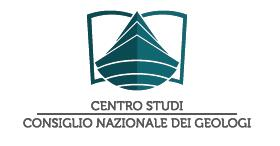 CENTRO STUDI
CONSIGLIO NAZIONALE DEI GEOLOGI